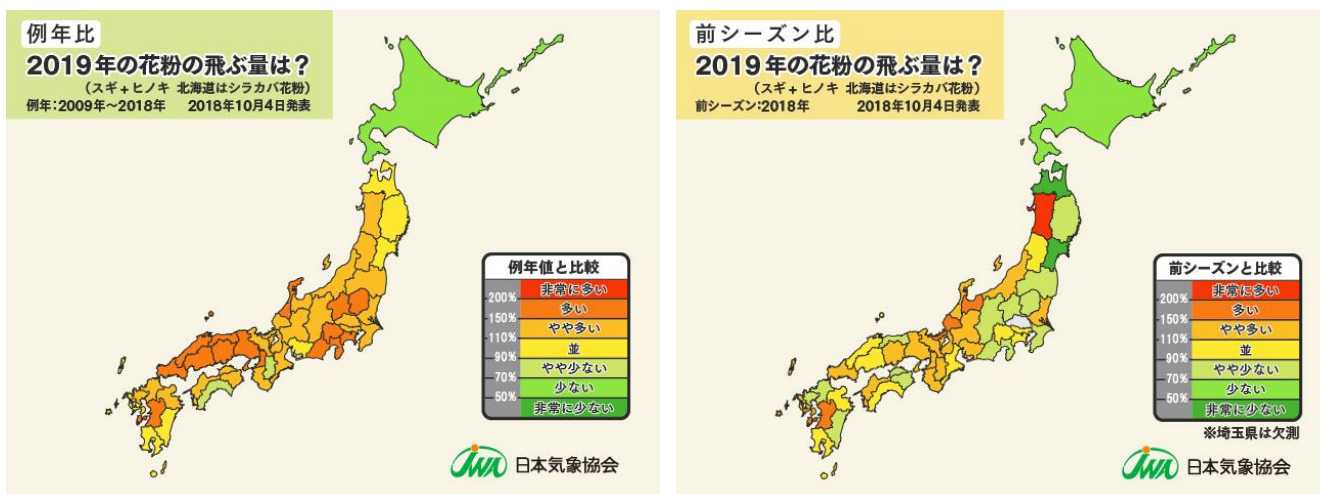 例年比
2019年の花粉の飛ぶ量は？
（スギ＋ヒノキ 北海道はシラカバ花粉）
例年：2009年～2018年 2018年10月4日発表
例年値と比較
非常に多い
200%
多い
150%
やや多い
110%
並
90%
やや少ない
70%
少ない
50%
非常に少ない
JWA 日本気象協会
前シーズン比
2019年の花粉の飛ぶ量は？
（スギ＋ヒノキ 北海道はシラカバ花粉）
前シーズン：2018年 2018年10月4日発表
前シーズンと比較
非常に多い
200%
多い
150%
やや多い
110%
並
90%
やや少ない
70%
少ない
50%
非常に少ない
※埼玉県は欠測
JWA 日本気象協会